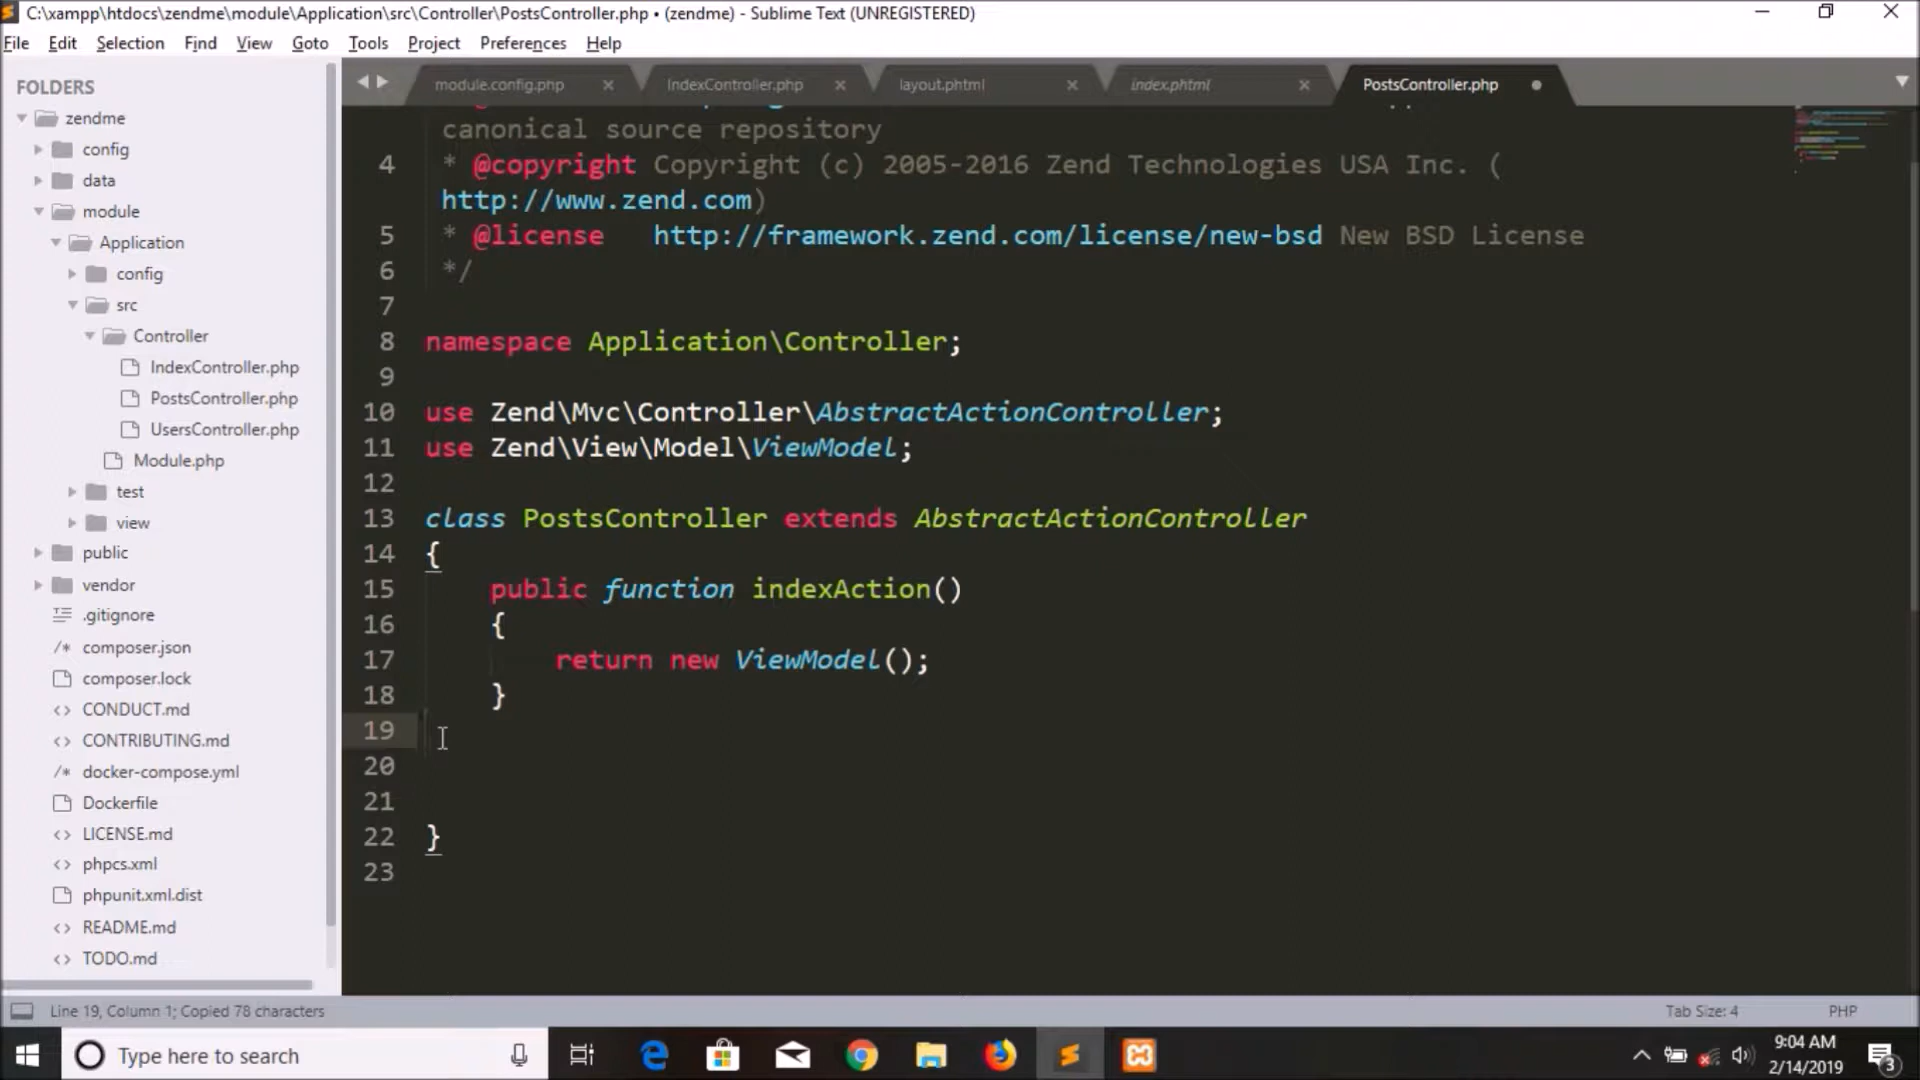 C:\xampp\htdocs\zendme\module\Application\src\Controller\PostsController.php • (zendme) - Sublime Text (UNREGISTERED)
File Edit Selection Find View Goto Tools Project Preferences Help
FOLDERS
zendme
config
data
module
Application
config
src
Controller
IndexController.php
PostsController.php
UsersController.php
Module.php
test
view
public
vendor
.gitignore
/* composer.json
composer.lock
<> CONDUCT.md
<> CONTRIBUTING.md
/* docker-compose.yml
Dockerfile
<> LICENSE.md
<> phpcs.xml
phpunit.xml.dist
<> README.md
<> TODO.md
module.config.php IndexController.php layout.phtml index.phtml PostsController.php
canonical source repository
4 * @copyright Copyright (c) 2005-2016 Zend Technologies USA Inc. (
http://www.zend.com)
5 * @license http://framework.zend.com/license/new-bsd New BSD License
6 */
7
8 namespace Application\Controller;
9
10 use Zend\Mvc\Controller\AbstractActionController;
11 use Zend\View\Model\ViewModel;
12
13 class PostsController extends AbstractActionController
14 {
15 public function indexAction()
16 {
17 return new ViewModel();
18 }
19
20
21
22 }
23
Line 19, Column 1; Copied 78 characters Tab Size: 4 PHP
Type here to search
9:04 AM
2/14/2019
3